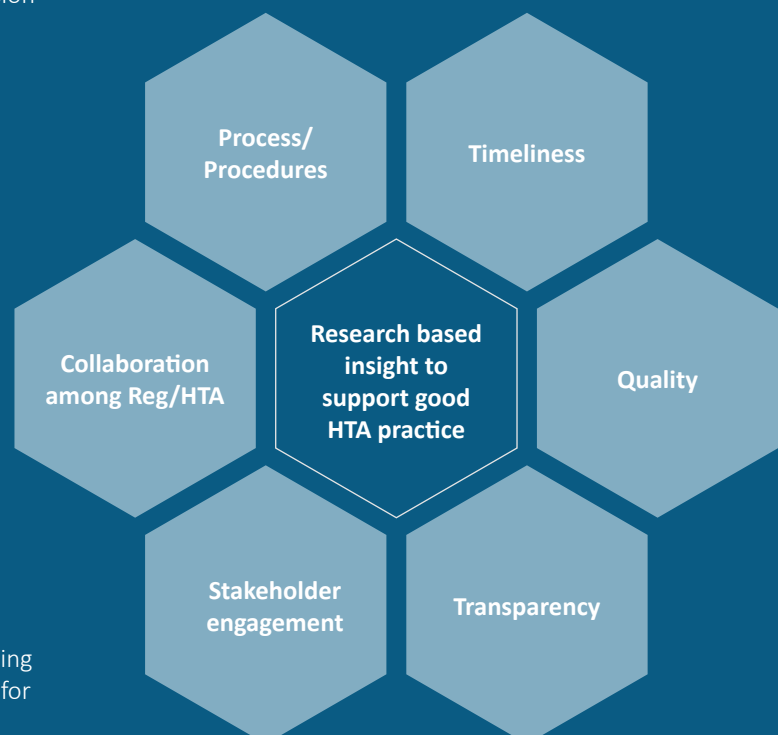 Process/
Procedures
Timeliness
Collaboration
among Reg/HTA
Research based
insight to
support good
HTA practice
Quality
Stakeholder
engagement
Transparency
for